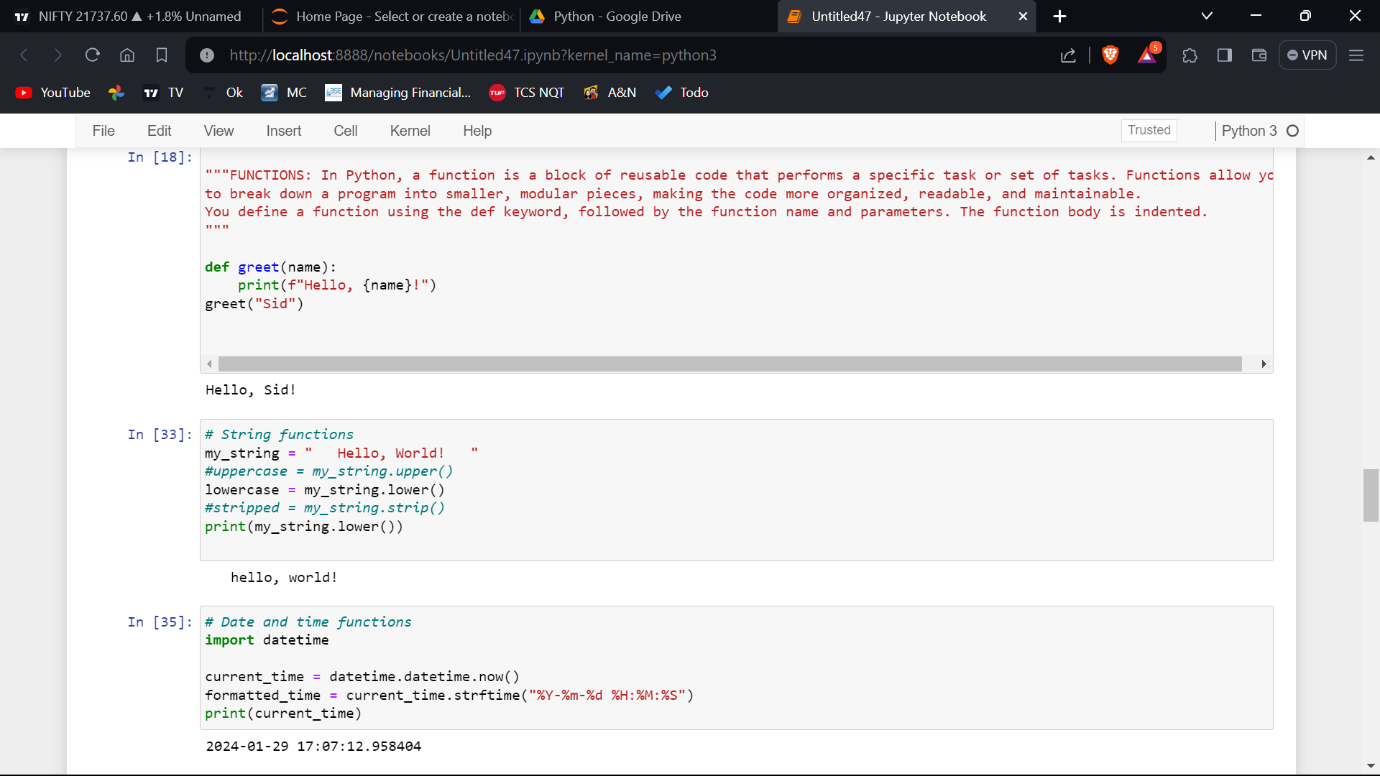 NIFTY 21737.60 ▲ +1.8% Unnamed
Home Page - Select or create a noteb
Python - Google Drive
Untitled47 - Jupyter Notebook
http://localhost:8888/notebooks/Untitled47.ipynb?kernel_name=python3
5
VPN
YouTube
TV
Ok
MC
Managing Financial...
TCS NQT
A&N
Todo
File Edit View Insert Cell Kernel Help
Trusted
Python 3
In [18]:
"""FUNCTIONS: In Python, a function is a block of reusable code that performs a specific task or set of tasks. Functions allow yo
to break down a program into smaller, modular pieces, making the code more organized, readable, and maintainable.
You define a function using the def keyword, followed by the function name and parameters. The function body is indented.
"""
def greet(name):
    print(f"Hello, {name}!")
greet("Sid")
Hello, Sid!
In [33]:
# String functions
my_string = "   Hello, World!   "
#uppercase = my_string.upper()
lowercase = my_string.lower()
#stripped = my_string.strip()
print(my_string.lower())
   hello, world!
In [35]:
# Date and time functions
import datetime
current_time = datetime.datetime.now()
formatted_time = current_time.strftime("%Y-%m-%d %H:%M:%S")
print(current_time)
2024-01-29 17:07:12.958404